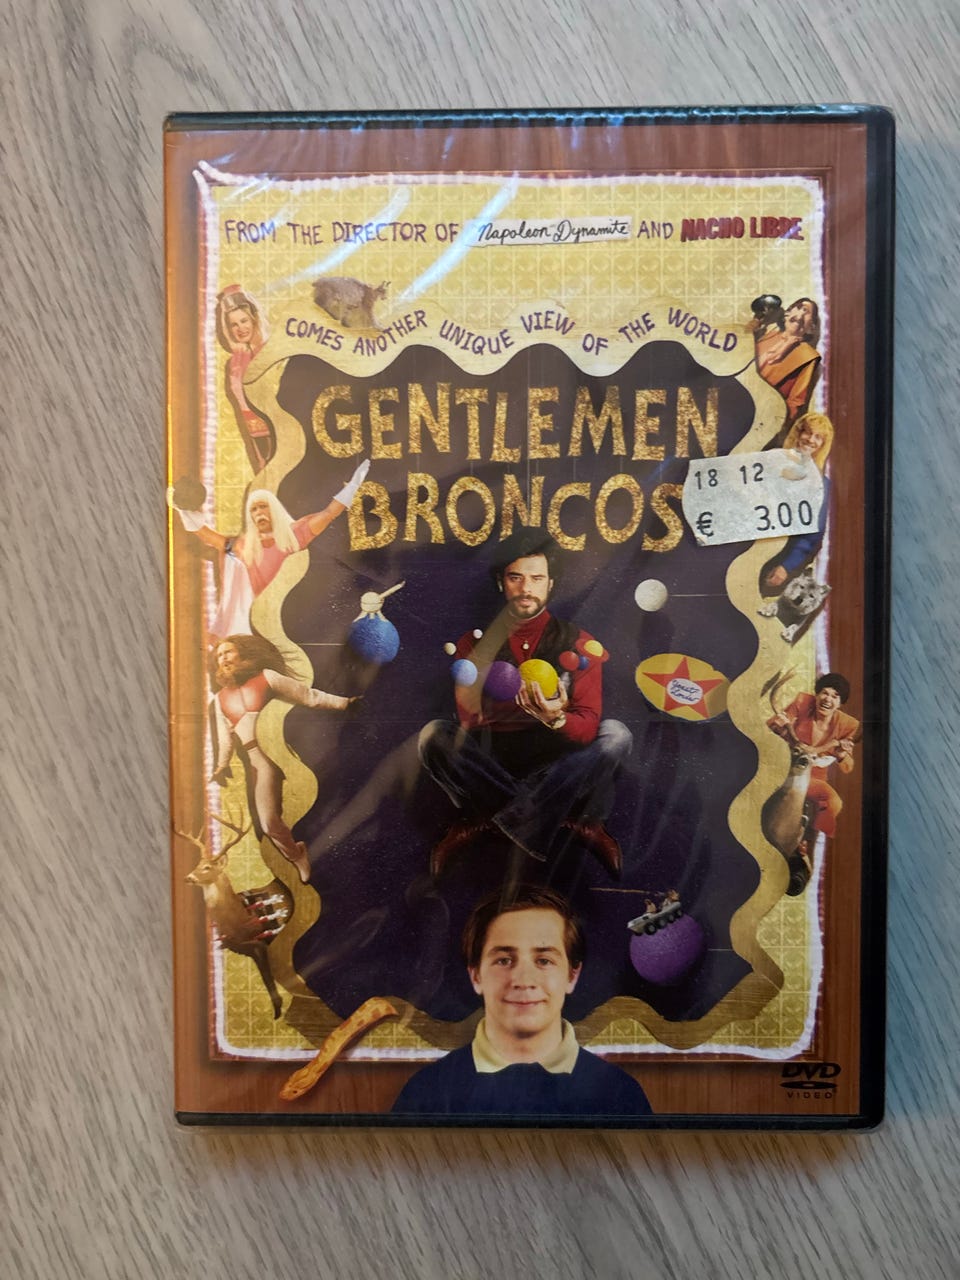 FROM THE DIRECTOR OF Napoleon Dynamite AND NACHO LIBRE
COMES ANOTHER UNIQUE VIEW OF THE WORLD
GENTLEMEN
BRONCOS
18 12
€ 3.00
DVD
VIDEO